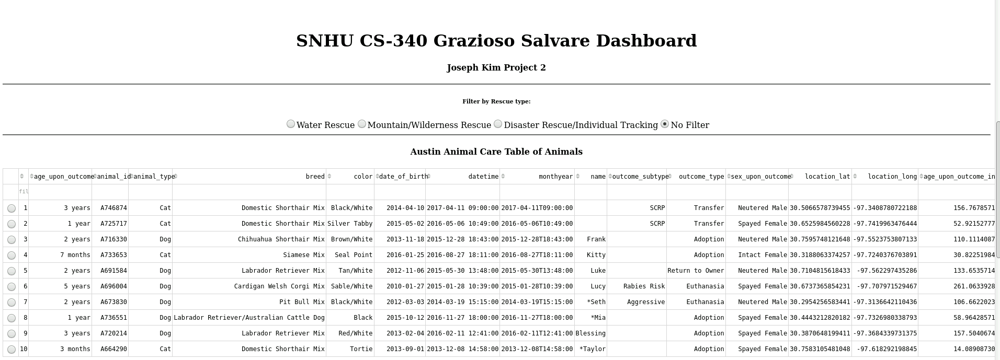 SNHU CS-340 Grazioso Salvare Dashboard
Joseph Kim Project 2
Filter by Rescue type:
Water Rescue Mountain/Wilderness Rescue Disaster Rescue/Individual Tracking No Filter
Austin Animal Care Table of Animals
age_upon_outcome animal_id animal_type breed color date_of_birth datetime monthyear name outcome_subtype outcome_type sex_upon_outcome location_lat location_long age_upon_outcome_in
fil
1 3 years A746874 Cat Domestic Shorthair Mix Black/White 2014-04-10 2017-04-11 09:00:00 2017-04-11T09:00:00 SCRP Transfer Neutered Male 30.5066578739455 -97.3408780722188 156.7678571
2 1 year A725717 Cat Domestic Shorthair Mix Silver Tabby 2015-05-02 2016-05-06 10:49:00 2016-05-06T10:49:00 SCRP Transfer Spayed Female 30.6525984560228 -97.7419963476444 52.92152777
3 2 years A716330 Dog Chihuahua Shorthair Mix Brown/White 2013-11-18 2015-12-28 18:43:00 2015-12-28T18:43:00 Frank Adoption Neutered Male 30.7595748121648 -97.5523753807133 110.1114087
4 7 months A733653 Cat Siamese Mix Seal Point 2016-01-25 2016-08-27 18:11:00 2016-08-27T18:11:00 Kitty Adoption Intact Female 30.3188063374257 -97.7240376703891 30.82251984
5 2 years A691584 Dog Labrador Retriever Mix Tan/White 2012-11-06 2015-05-30 13:48:00 2015-05-30T13:48:00 Luke Return to Owner Neutered Male 30.7104815618433 -97.562297435286 133.6535714
6 5 years A696004 Dog Cardigan Welsh Corgi Mix Sable/White 2010-01-27 2015-01-28 10:39:00 2015-01-28T10:39:00 Lucy Rabies Risk Euthanasia Spayed Female 30.6737365854231 -97.707971529467 261.0633928
7 2 years A673830 Dog Pit Bull Mix Black/White 2012-03-03 2014-03-19 15:15:00 2014-03-19T15:15:00 *Seth Aggressive Euthanasia Neutered Male 30.2954256583441 -97.3136642110436 106.6622023
8 1 year A736551 Dog Labrador Retriever/Australian Cattle Dog Black 2015-10-12 2016-11-27 18:00:00 2016-11-27T18:00:00 *Mia Adoption Spayed Female 30.4443212820182 -97.7326980338793 58.96428571
9 3 years A720214 Dog Labrador Retriever Mix Red/White 2013-02-04 2016-02-11 12:41:00 2016-02-11T12:41:00 Blessing Adoption Spayed Female 30.3870648199411 -97.3684339731375 157.5040674
10 3 months A664290 Cat Domestic Shorthair Mix Tortie 2013-09-01 2013-12-08 14:58:00 2013-12-08T14:58:00 *Taylor Adoption Spayed Female 30.7583105481048 -97.618292198845 14.08908730